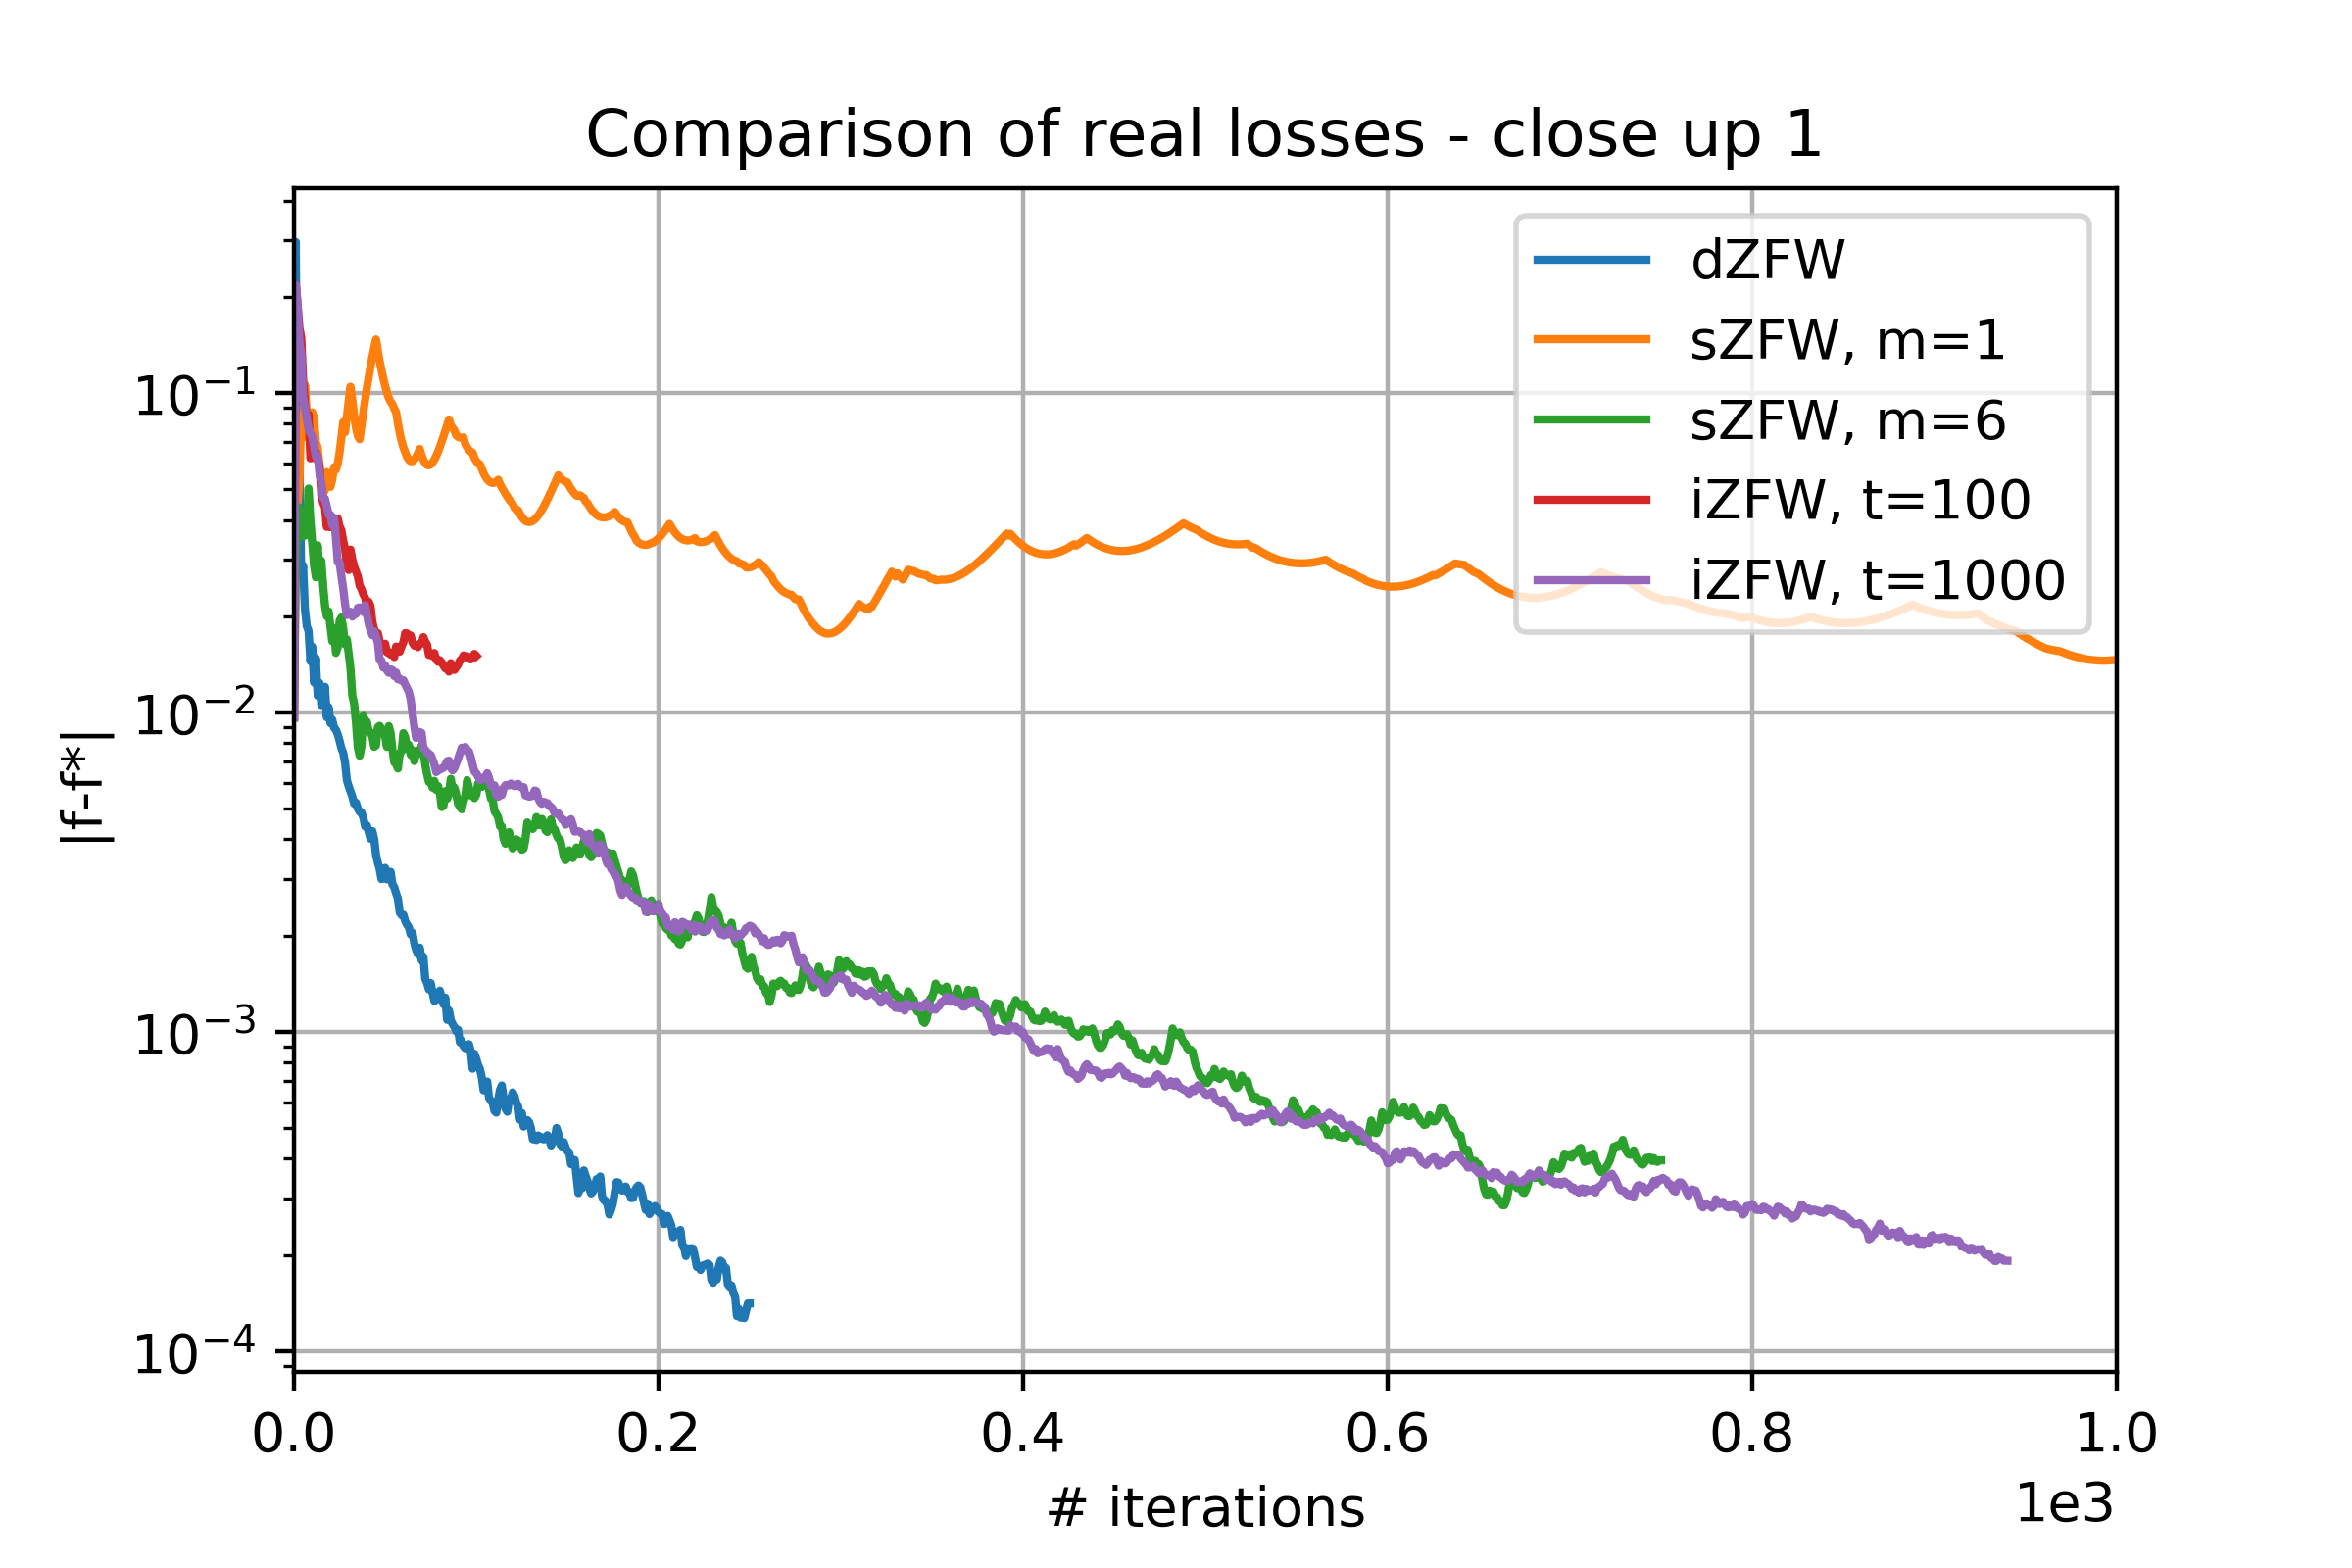 Comparison of real losses - close up 1
dZFW
sZFW, m=1
sZFW, m=6
iZFW, t=100
iZFW, t=1000
|f-f*|
10⁻¹
10⁻²
10⁻³
10⁻⁴
0.0 0.2 0.4 0.6 0.8 1.0
# iterations
1e3